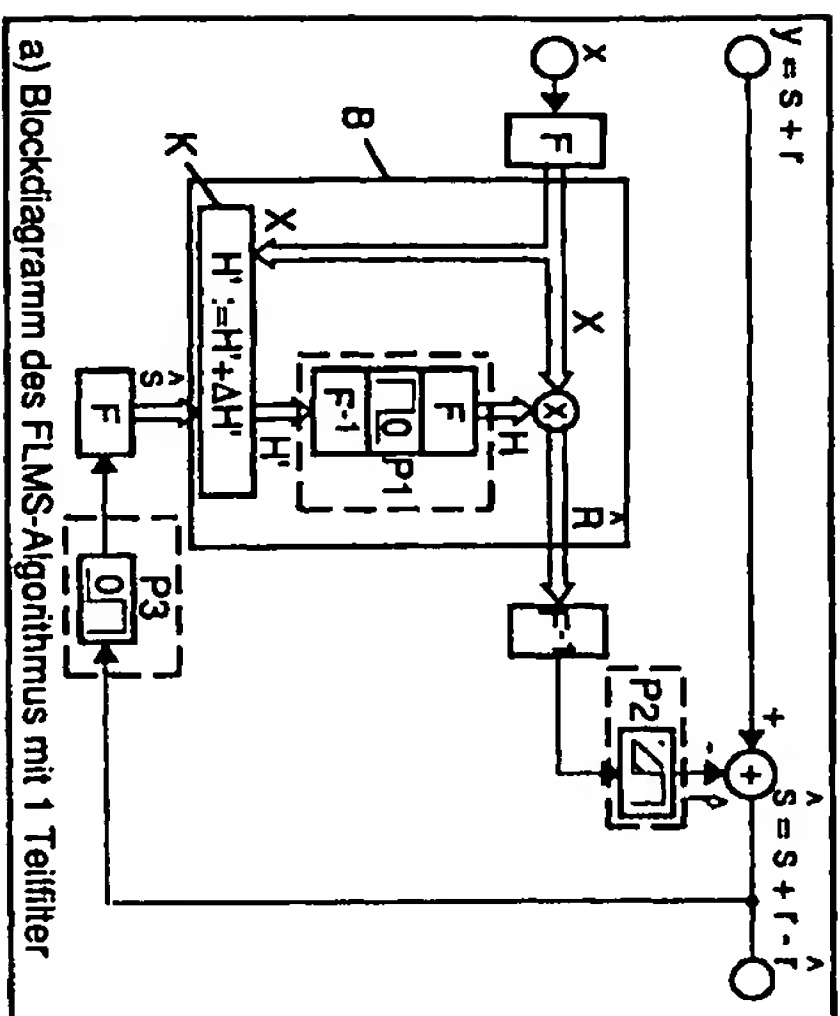 y = s + r
+
ŝ = s + r - r̂
-
r̂
P2
x
F
X
R̂
F-1
B
X
H
F
P1
F-1
H'
K
H' :=H'+ΔH'
Ŝ
F
0
P3
0
a) Blockdiagramm des FLMS-Algorithmus mit 1 Teilfilter